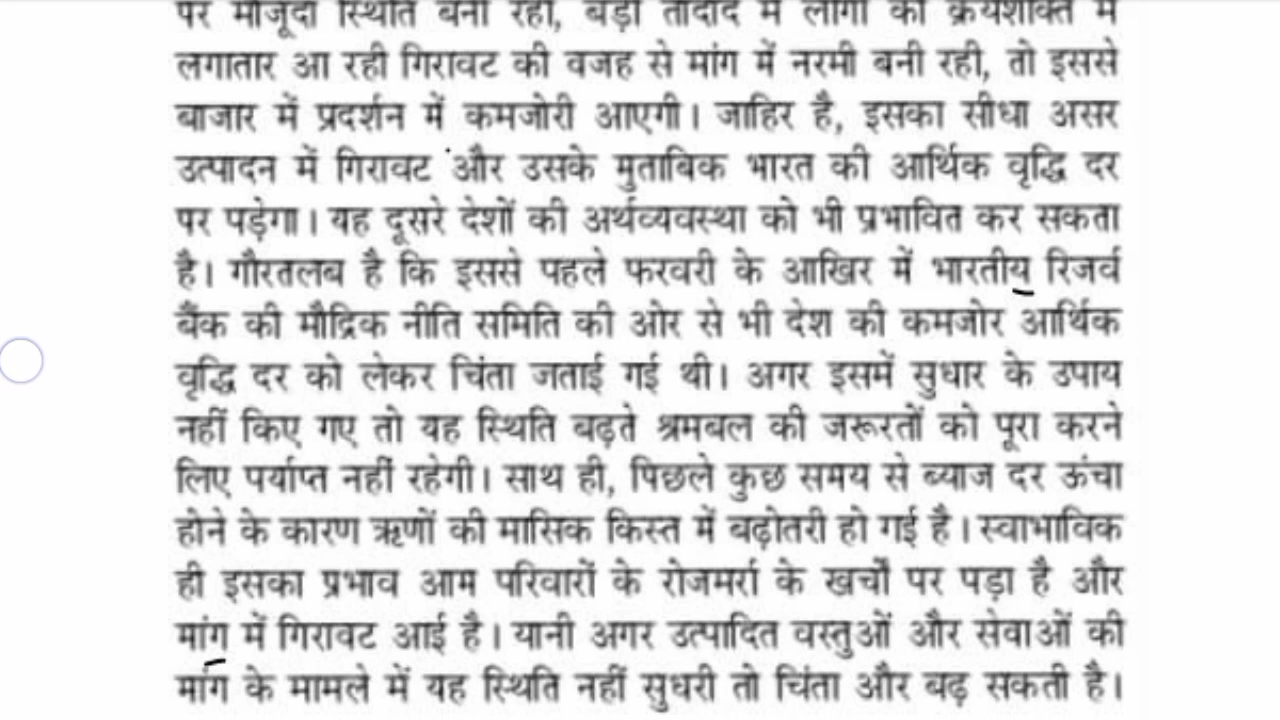 पर मौजूदा स्थिति बनी रही, बड़ी तादाद में लोगों की क्रयशक्ति में
लगातार आ रही गिरावट की वजह से मांग में नरमी बनी रही, तो इससे
बाजार में प्रदर्शन में कमजोरी आएगी। जाहिर है, इसका सीधा असर
उत्पादन में गिरावट और उसके मुताबिक भारत की आर्थिक वृद्धि दर
पर पड़ेगा। यह दूसरे देशों की अर्थव्यवस्था को भी प्रभावित कर सकता
है। गौरतलब है कि इससे पहले फरवरी के आखिर में भारतीय रिजर्व
बैंक की मौद्रिक नीति समिति की ओर से भी देश की कमजोर आर्थिक
वृद्धि दर को लेकर चिंता जताई गई थी। अगर इसमें सुधार के उपाय
नहीं किए गए तो यह स्थिति बढ़ते श्रमबल की जरूरतों को पूरा करने
लिए पर्याप्त नहीं रहेगी। साथ ही, पिछले कुछ समय से ब्याज दर ऊंचा
होने के कारण ऋणों की मासिक किस्त में बढ़ोतरी हो गई है। स्वाभाविक
ही इसका प्रभाव आम परिवारों के रोजमर्रा के खर्चों पर पड़ा है और
मांग में गिरावट आई है। यानी अगर उत्पादित वस्तुओं और सेवाओं की
मांग के मामले में यह स्थिति नहीं सुधरी तो चिंता और बढ़ सकती है।